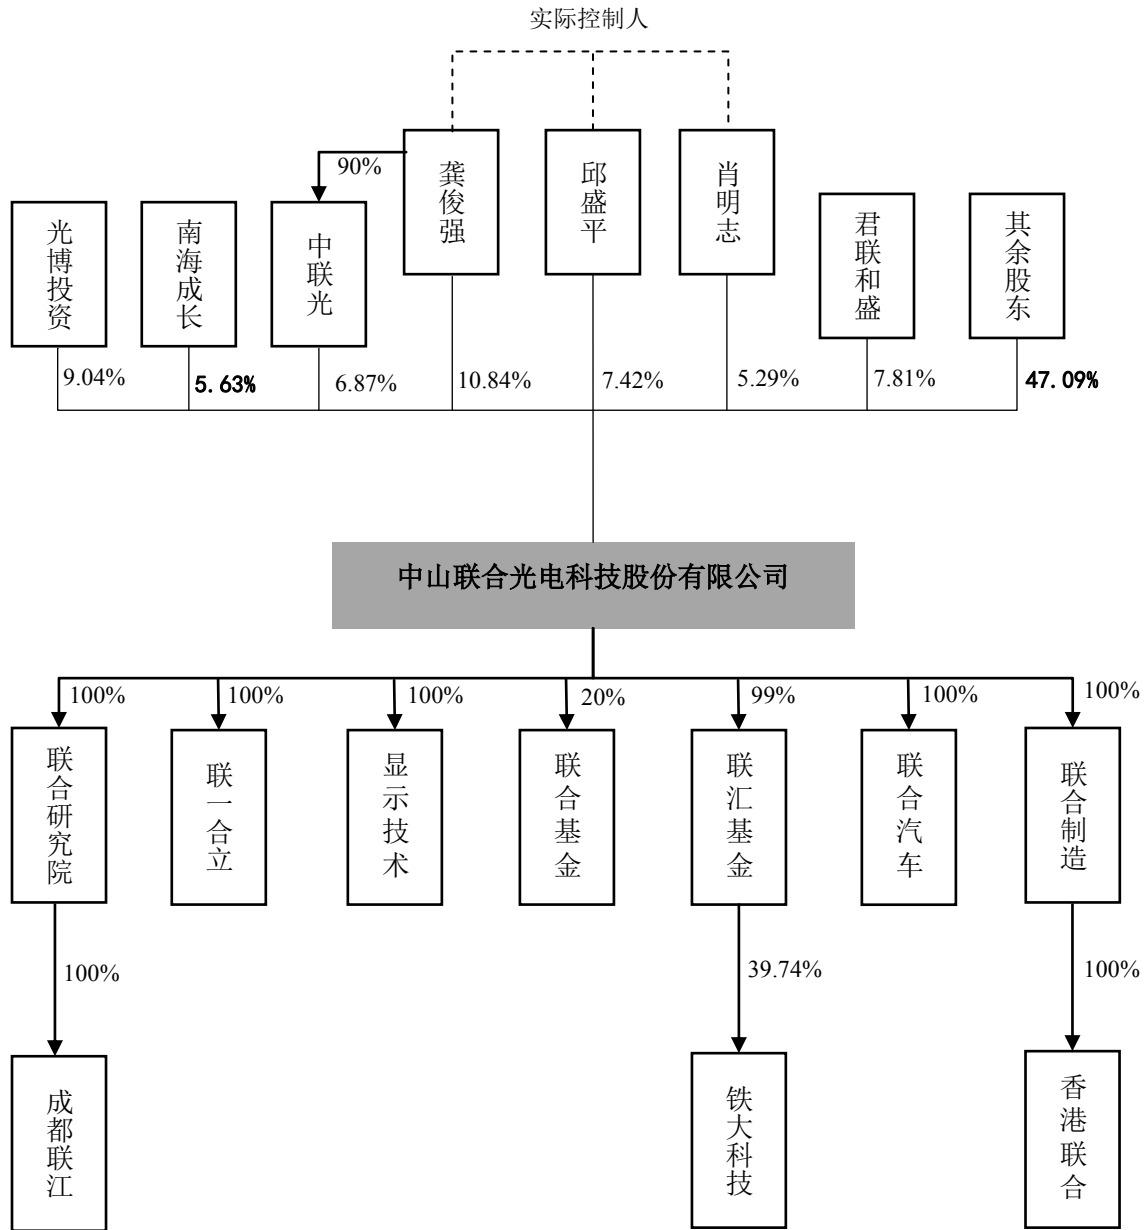 实际控制人
90%
龚俊强
邱盛平
肖明志
光博投资
南海成长
中联光
君联和盛
其余股东
9.04%
5.63%
6.87%
10.84%
7.42%
5.29%
7.81%
47.09%
中山联合光电科技股份有限公司
100%
100%
100%
20%
99%
100%
100%
联合研究院
联一合立
显示技术
联合基金
联汇基金
联合汽车
联合制造
100%
39.74%
100%
成都联江
铁大科技
香港联合